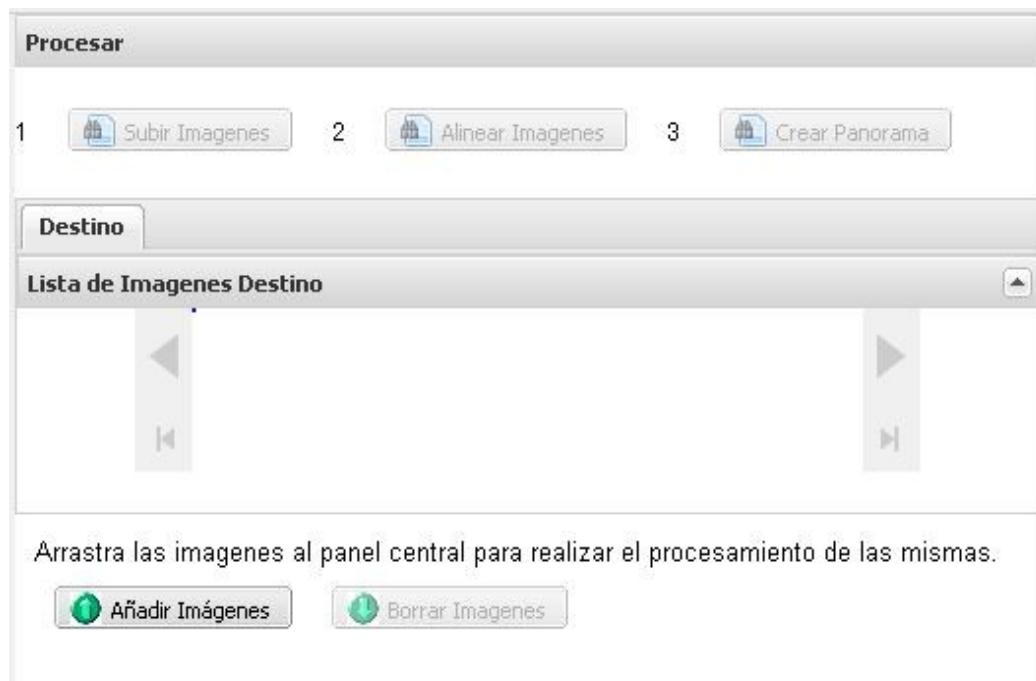 Procesar
1 Subir Imagenes 2 Alinear Imagenes 3 Crear Panorama
Destino
Lista de Imagenes Destino
Arrastra las imagenes al panel central para realizar el procesamiento de las mismas.
Añadir Imágenes Borrar Imagenes